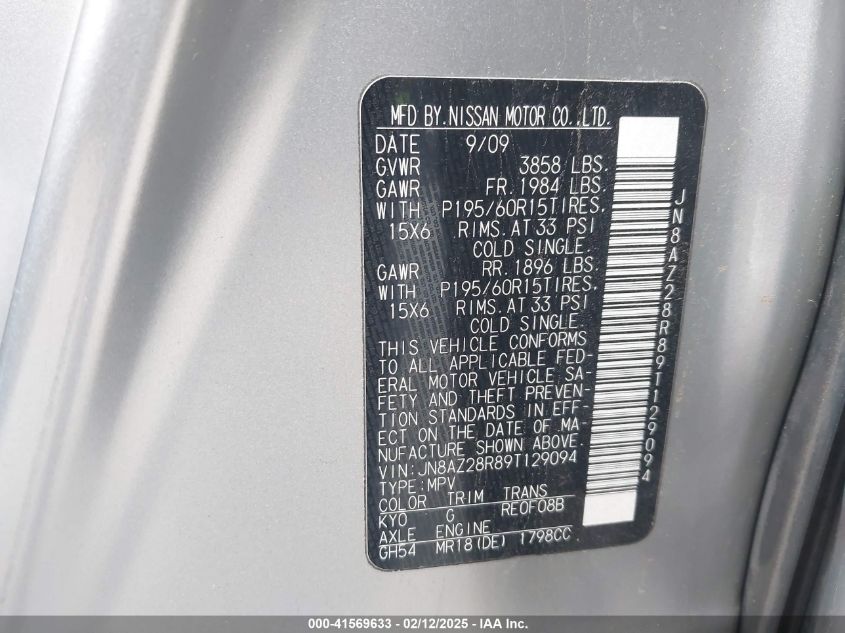 MFD BY.NISSAN MOTOR CO.,LTD.
DATE 9/09
GVWR 3858 LBS.
GAWR FR. 1984 LBS.
WITH P195/60R15TIRES,
15X6 RIMS. AT 33 PSI
COLD SINGLE.
GAWR RR. 1896 LBS.
WITH P195/60R15TIRES,
15X6 RIMS. AT 33 PSI
COLD SINGLE.
THIS VEHICLE CONFORMS
TO ALL APPLICABLE FED-
ERAL MOTOR VEHICLE SA-
FETY AND THEFT PREVEN-
TION STANDARDS IN EFF-
ECT ON THE DATE OF MA-
NUFACTURE SHOWN ABOVE.
VIN:JN8AZ28R89T129094
TYPE:MPV
COLOR TRIM TRANS
KYO G RE0F08B
AXLE ENGINE
GH54 MR18(DE) 1798CC
JN8AZ28R89T129094
000-41569633 - 02/12/2025 - IAA Inc.